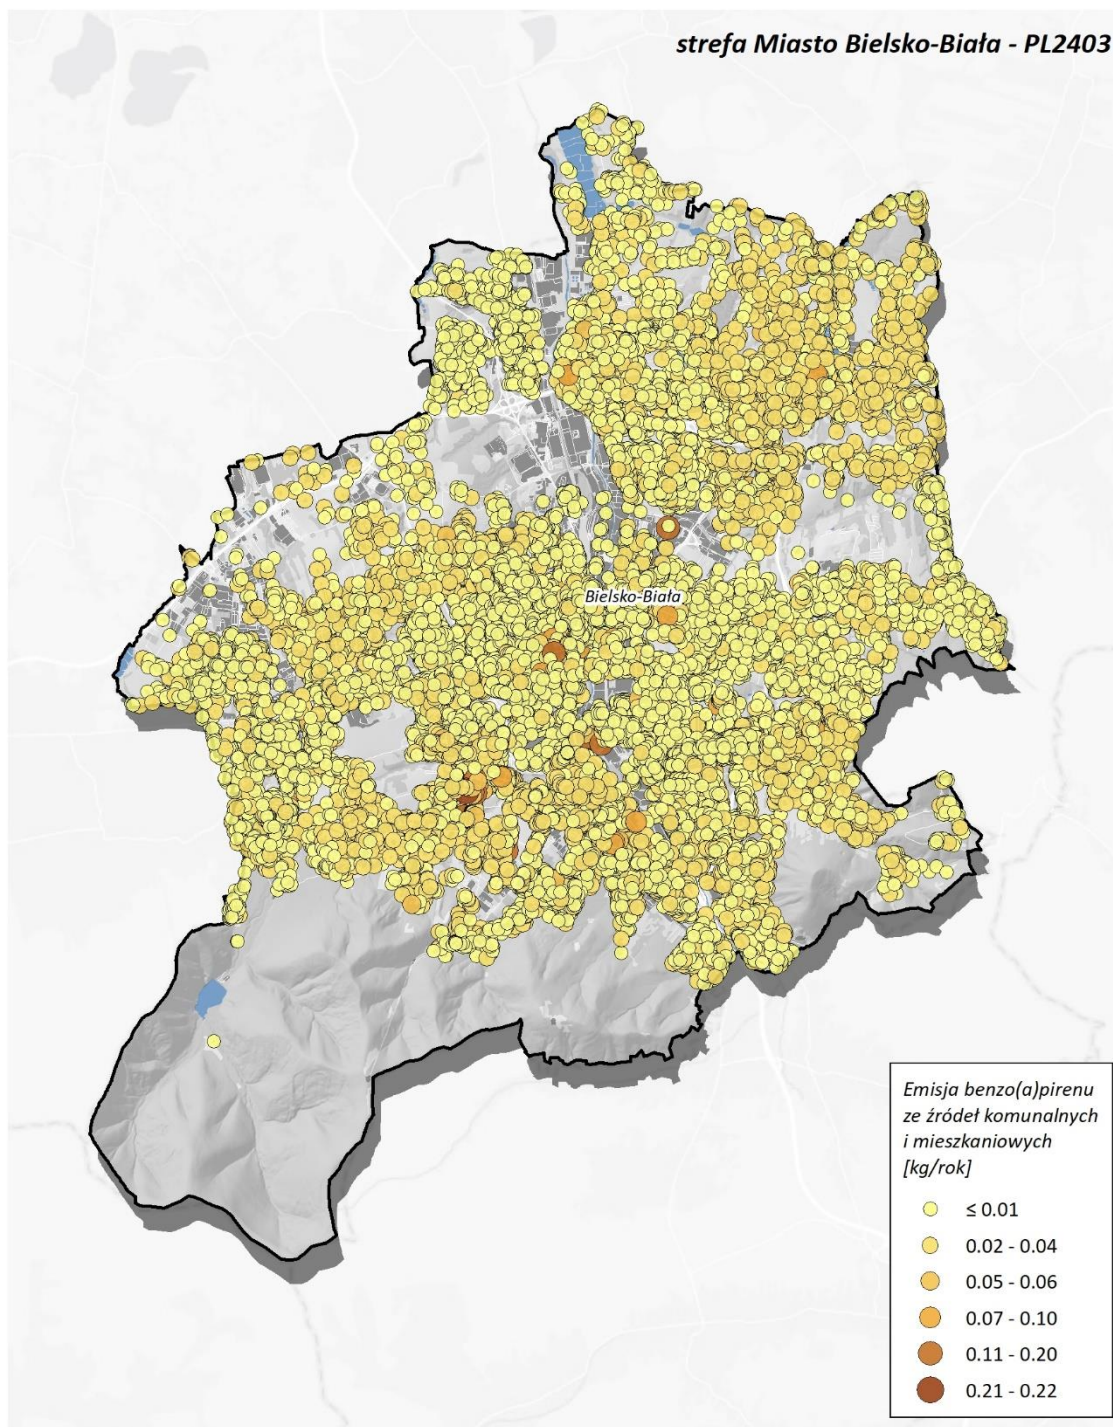 strefa Miasto Bielsko-Biała - PL2403
Bielsko-Biała
Emisja benzo(a)pirenu
ze źródeł komunalnych
i mieszkaniowych
[kg/rok]
≤ 0.01
0.02 - 0.04
0.05 - 0.06
0.07 - 0.10
0.11 - 0.20
0.21 - 0.22